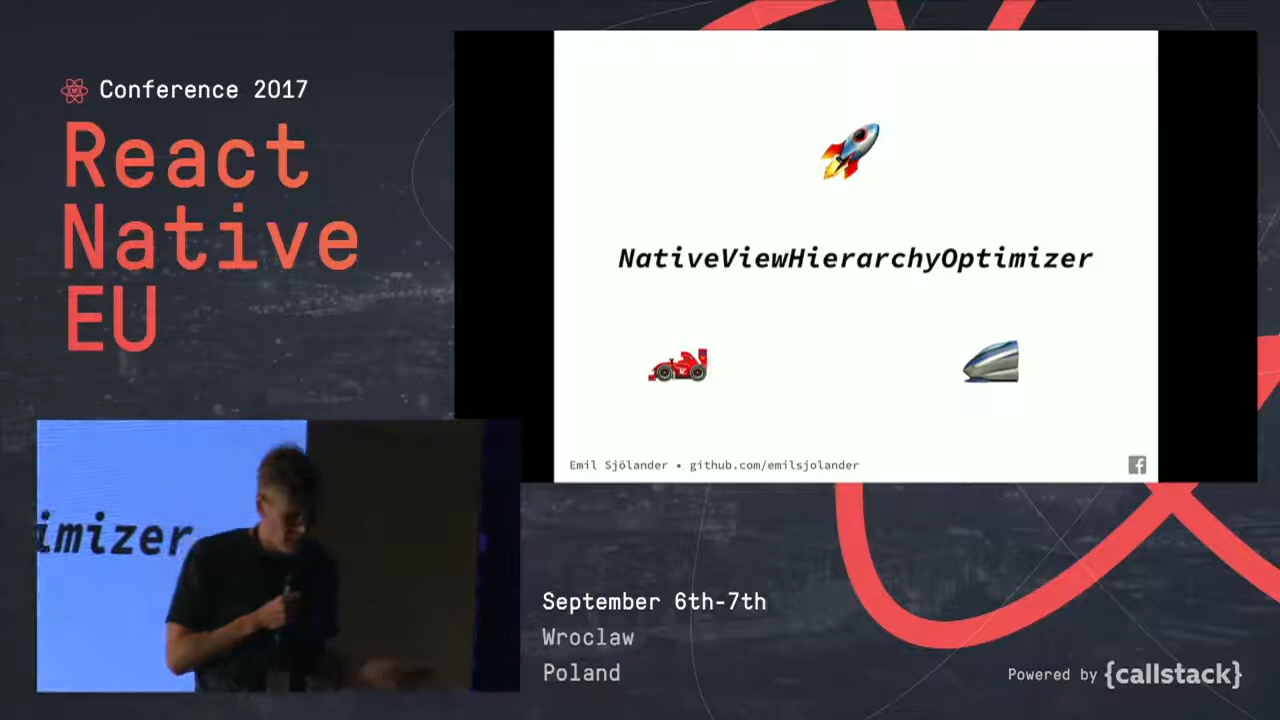 Conference 2017
React
Native
EU
NativeViewHierarchyOptimizer
Emil Sjölander • github.com/emilsjolander
imizer
September 6th-7th
Wroclaw
Poland
Powered by {callstack}